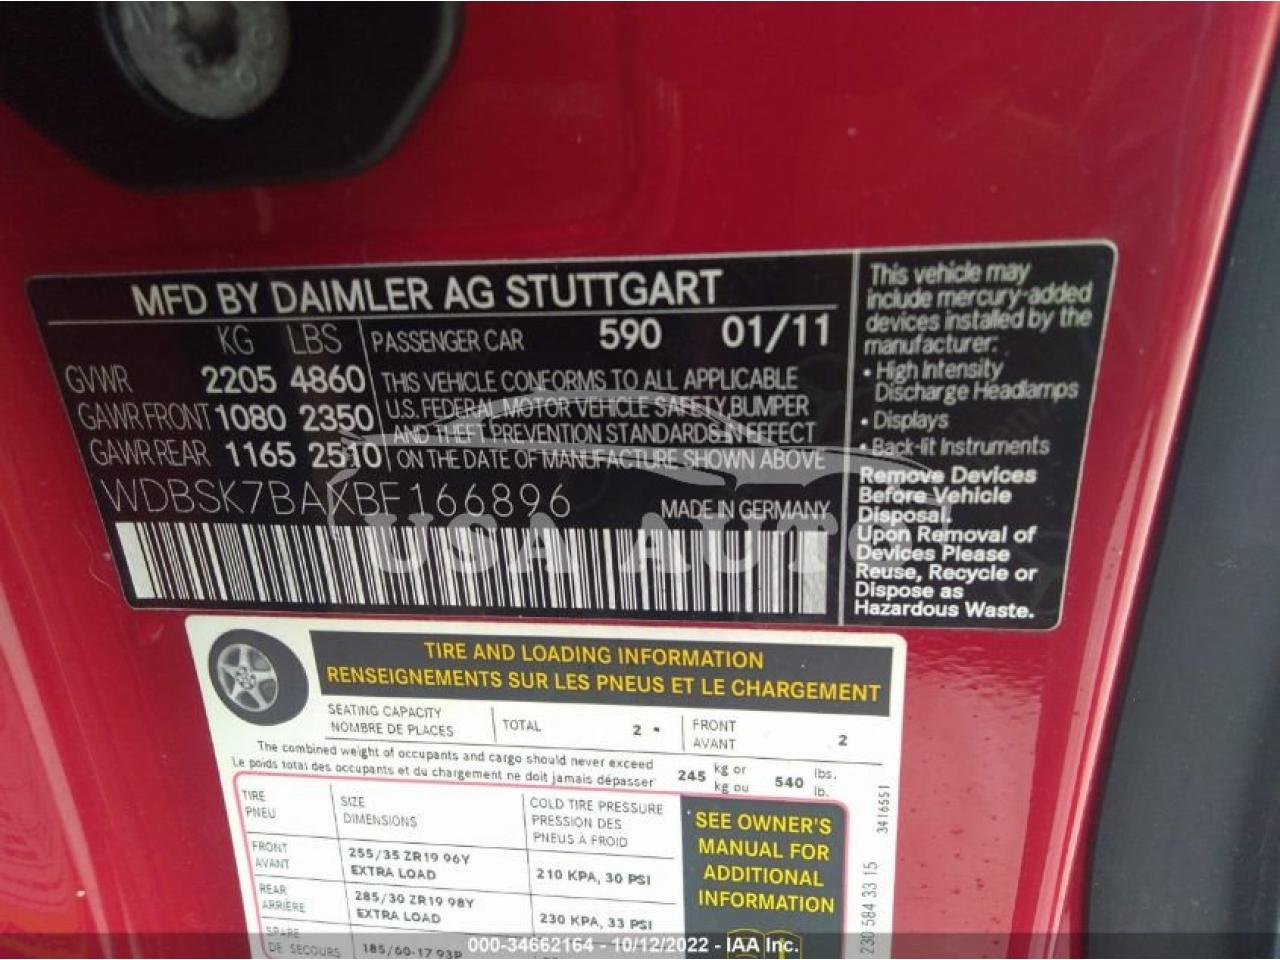 MFD BY DAIMLER AG STUTTGART
KG LBS PASSENGER CAR 590 01/11
GVWR 2205 4860 THIS VEHICLE CONFORMS TO ALL APPLICABLE
GAWR FRONT 1080 2350 U.S. FEDERAL MOTOR VEHICLE SAFETY, BUMPER
AND THEFT PREVENTION STANDARDS IN EFFECT
GAWR REAR 1165 2510 ON THE DATE OF MANUFACTURE SHOWN ABOVE
WDBSK7BAXBF166896 MADE IN GERMANY
This vehicle may
include mercury-added
devices installed by the
manufacturer:
• High Intensity
Discharge Headlamps
• Displays
• Back-lit Instruments
Remove Devices
Before Vehicle
Disposal.
Upon Removal of
Devices Please
Reuse, Recycle or
Dispose as
Hazardous Waste.
USA AUTO
TIRE AND LOADING INFORMATION
RENSEIGNEMENTS SUR LES PNEUS ET LE CHARGEMENT
SEATING CAPACITY
NOMBRE DE PLACES
TOTAL 2 •
FRONT
AVANT 2
The combined weight of occupants and cargo should never exceed
Le poids total des occupants et du chargement ne doit jamais dépasser
245 kg or 540 lbs.
kg ou lb.
TIRE
PNEU
SIZE
DIMENSIONS
COLD TIRE PRESSURE
PRESSION DES
PNEUS À FROID
FRONT
AVANT
255/35 ZR19 96Y
EXTRA LOAD
210 KPA, 30 PSI
REAR
ARRIÈRE
285/30 ZR19 98Y
EXTRA LOAD
230 KPA, 33 PSI
SPARE
DE SECOURS
185/60-17 93P
SEE OWNER'S
MANUAL FOR
ADDITIONAL
INFORMATION
3416551
230 584 33 15
000-34662164 - 10/12/2022 - IAA Inc.